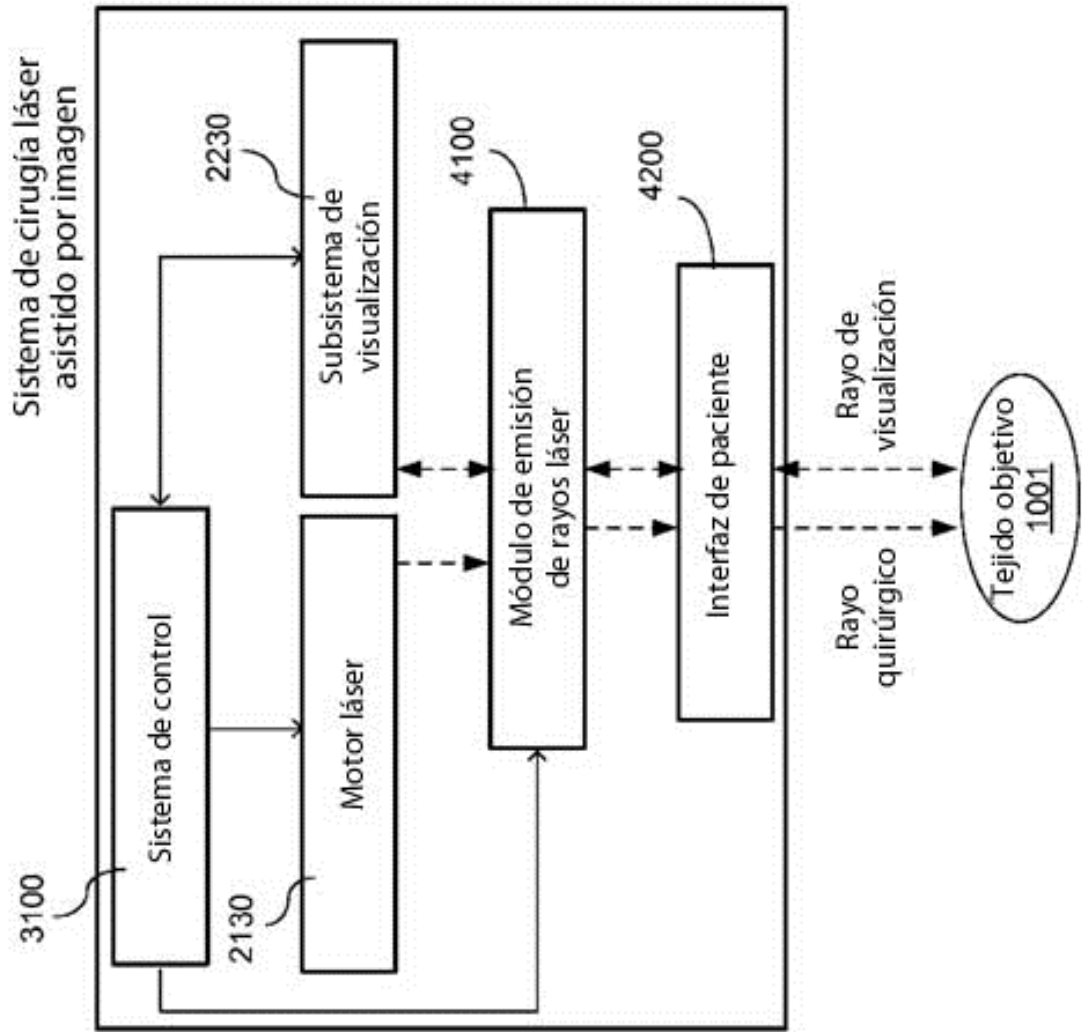 Sistema de cirugía láser
asistido por imagen
3100
Sistema de control
2130
Motor láser
2230
Subsistema de
visualización
4100
Módulo de emisión
de rayos láser
4200
Interfaz de paciente
Rayo
quirúrgico
Rayo de
visualización
Tejido objetivo
1001